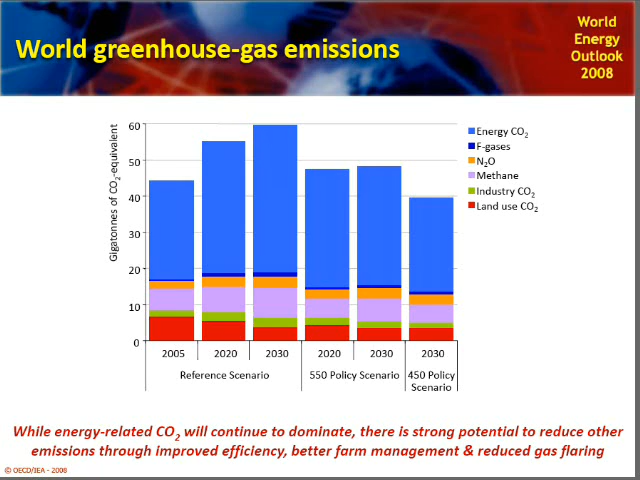 World greenhouse-gas emissions
World
Energy
Outlook
2008
Gigatonnes of CO₂-equivalent
60
50
40
30
20
10
0
Energy CO₂
F-gases
N₂O
Methane
Industry CO₂
Land use CO₂
2005 2020 2030 2020 2030 2030
Reference Scenario 550 Policy Scenario 450 Policy
Scenario
While energy-related CO₂ will continue to dominate, there is strong potential to reduce other
emissions through improved efficiency, better farm management & reduced gas flaring
© OECD/IEA - 2008